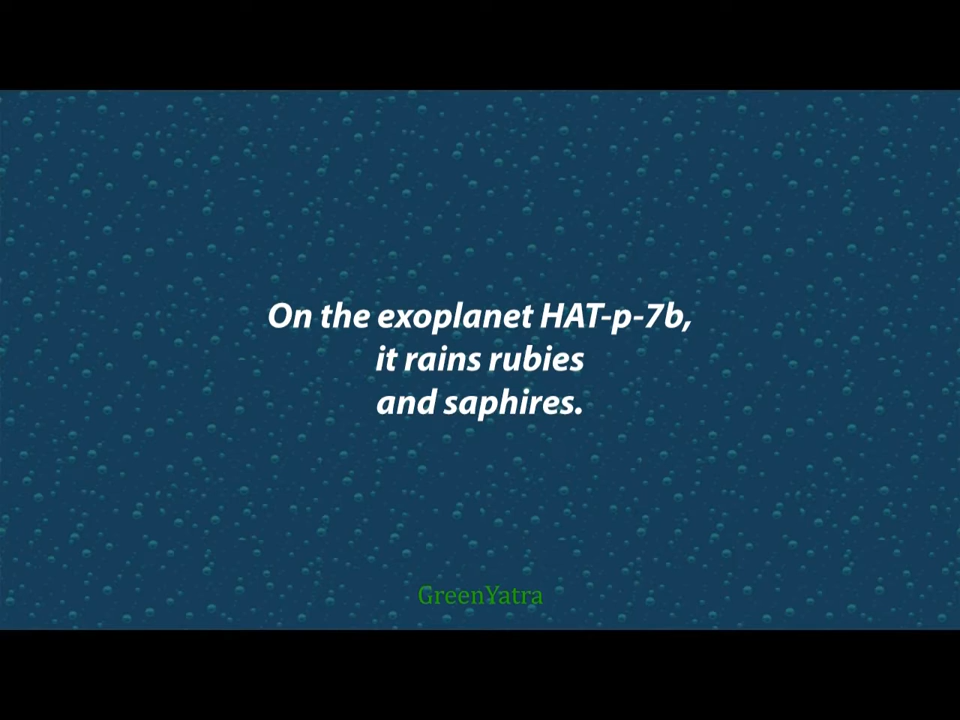 On the exoplanet HAT-p-7b,
it rains rubies
and saphires.
GreenYatra